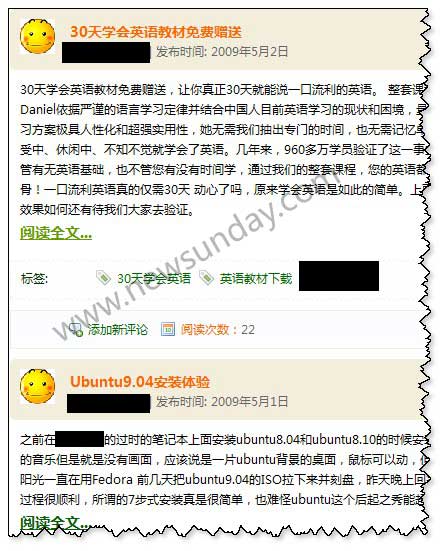 30天学会英语教材免费赠送
发布时间: 2009年5月2日
30天学会英语教材免费赠送，让你真正30天就能说一口流利的英语。 整套课
Daniel依据严谨的语言学习定律并结合中国人目前英语学习的现状和困境，
习方案极具人性化和超强实用性，她无需我们抽出专门的时间，也无需记忆
受中、休闲中、不知不觉就学会了英语。几年来，960多万学员验证了这一事
管有无英语基础，也不管您有没有时间学，通过我们的整套课程，您的英语都
骨！一口流利英语真的仅需30天 动心了吗，原来学会英语是如此的简单。上
效果如何还有待我们大家去验证。
阅读全文...
标签: 30天学会英语 英语教材下载
添加新评论 阅读次数：22
www.nowsunday.com
Ubuntu9.04安装体验
发布时间: 2009年5月1日
之前在 的过时的笔记本上面安装ubuntu8.04和ubuntu8.10的时候安
的音乐但是就是没有画面，应该说是一片ubuntu背景的桌面，鼠标可以动，
阳光一直在用Fedora 前几天把ubuntu9.04的ISO拉下来并刻盘，昨天晚上
过程很顺利，所谓的7步式安装真是很简单，也难怪ubuntu这个后起之秀能
阅读全文...